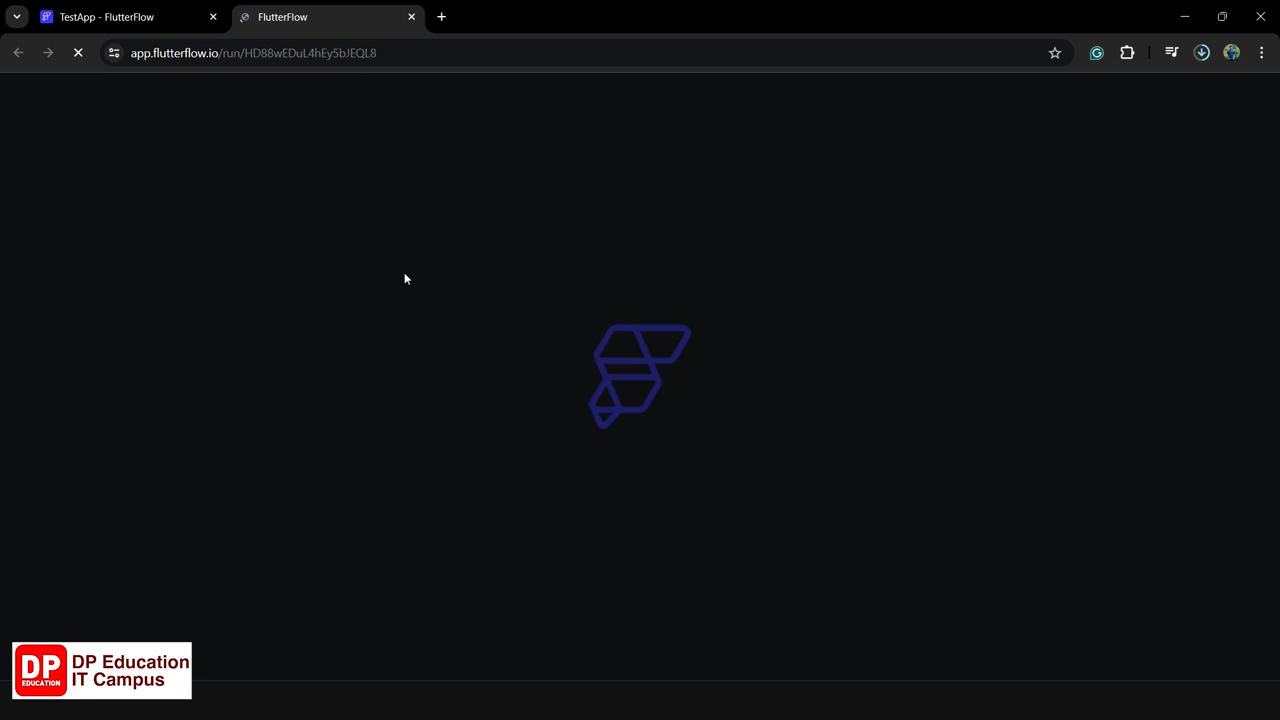 TestApp - FlutterFlow
FlutterFlow
app.flutterflow.io/run/HD88wEDuL4hEy5bJEQL8
DP
EDUCATION
DP Education
IT Campus